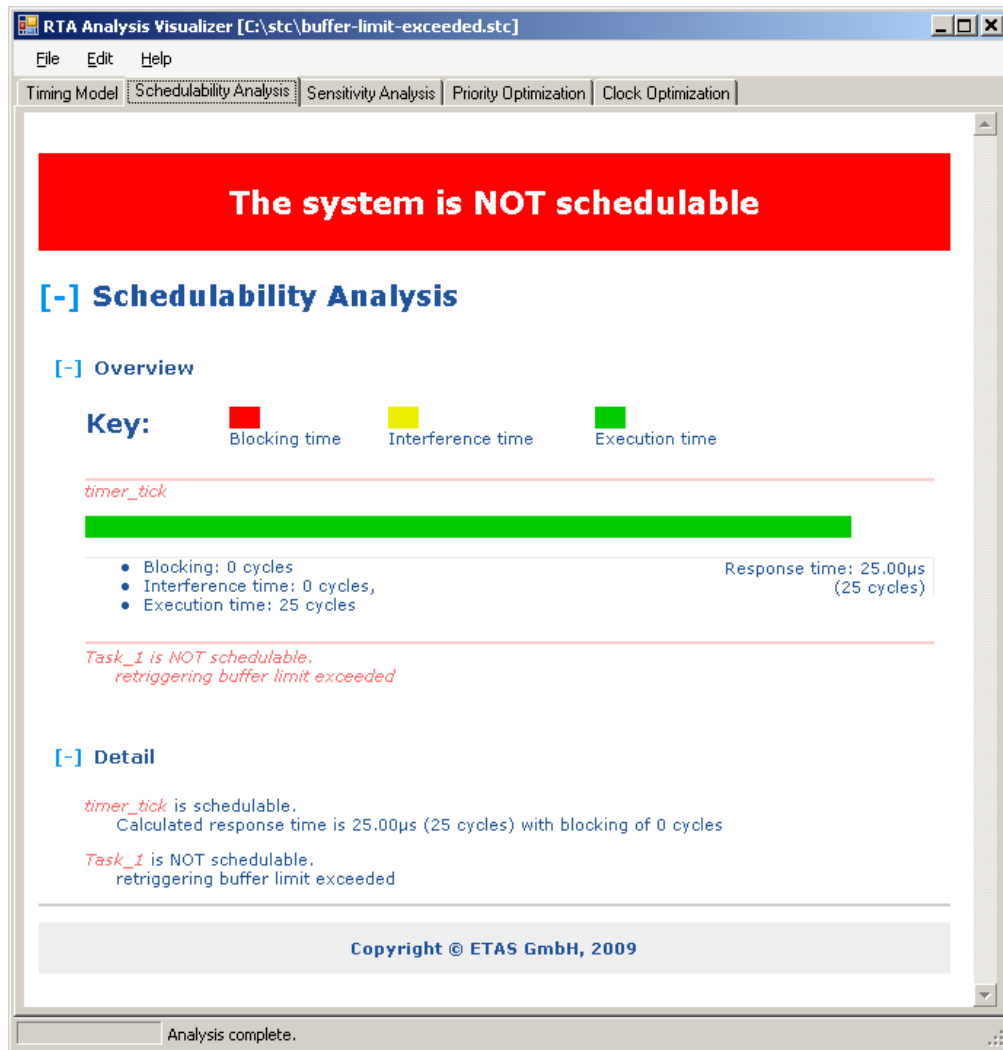 RTA Analysis Visualizer [C:\stc\buffer-limit-exceeded.stc]
File Edit Help
Timing Model Schedulability Analysis Sensitivity Analysis Priority Optimization Clock Optimization
The system is NOT schedulable
[-] Schedulability Analysis
[-] Overview
Key:
Blocking time Interference time Execution time
timer_tick
• Blocking: 0 cycles
• Interference time: 0 cycles,
• Execution time: 25 cycles
Response time: 25.00µs
(25 cycles)
Task_1 is NOT schedulable.
retriggering buffer limit exceeded
[-] Detail
timer_tick is schedulable.
Calculated response time is 25.00µs (25 cycles) with blocking of 0 cycles
Task_1 is NOT schedulable.
retriggering buffer limit exceeded
Copyright © ETAS GmbH, 2009
Analysis complete.